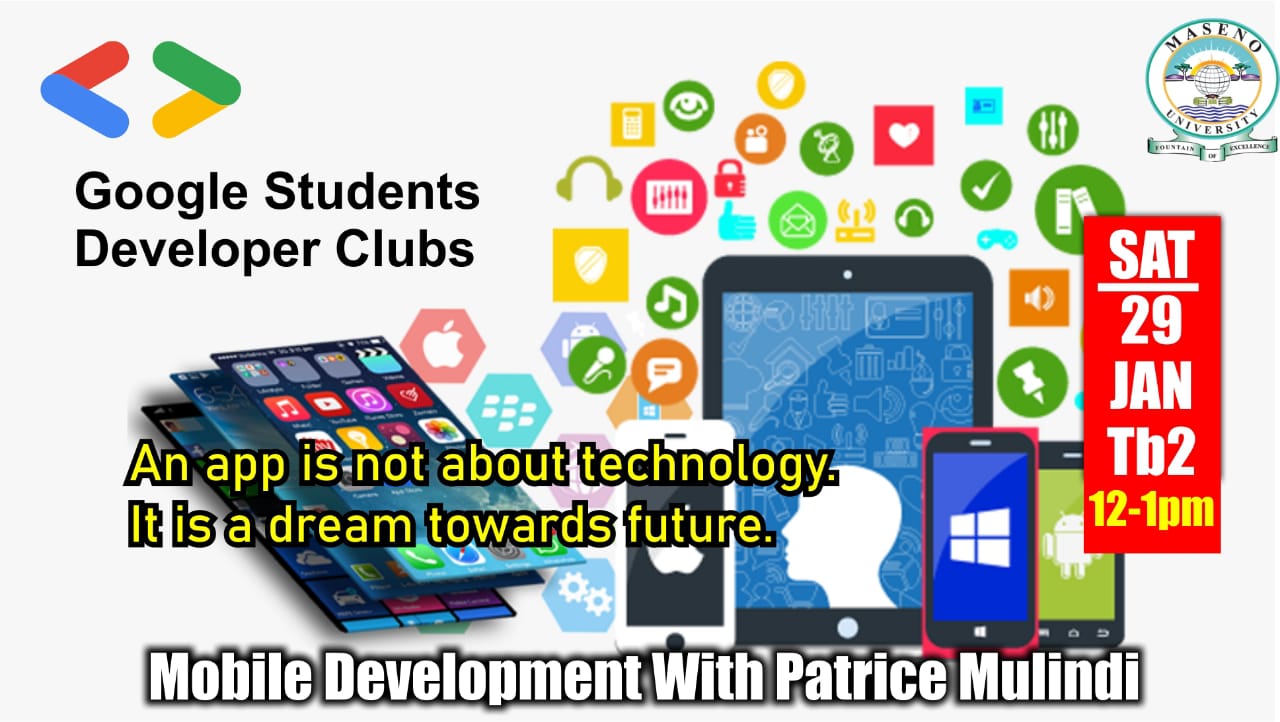 Google Students
Developer Clubs
MASENO
UNIVERSITY
FOUNTAIN OF EXCELLENCE
SAT
29
JAN
Tb2
12-1pm
An app is not about technology.
It is a dream towards future.
Mobile Development With Patrice Mulindi